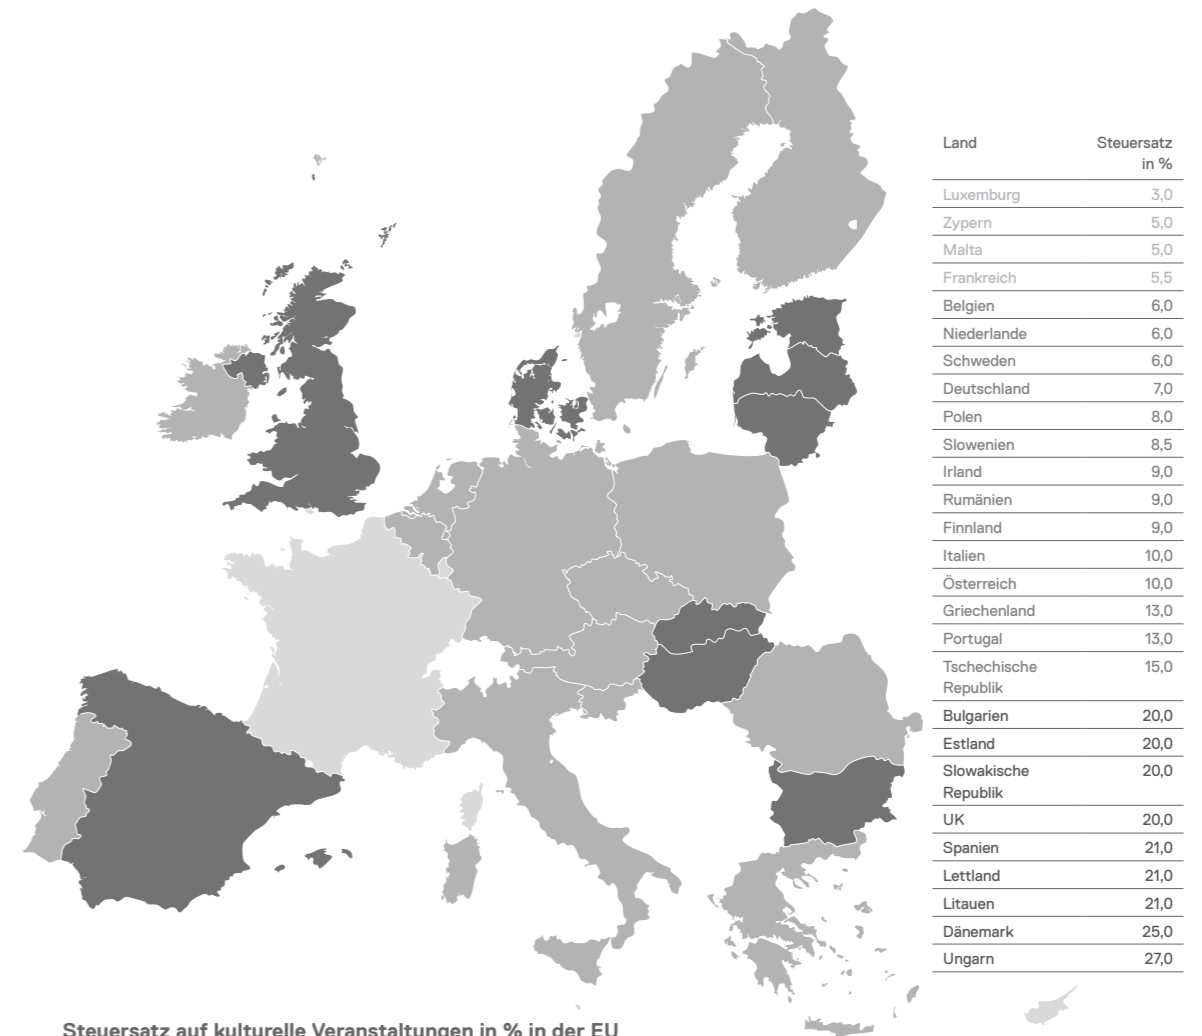 Land Steuersatz
in %
Luxemburg 3,0
Zypern 5,0
Malta 5,0
Frankreich 5,5
Belgien 6,0
Niederlande 6,0
Schweden 6,0
Deutschland 7,0
Polen 8,0
Slowenien 8,5
Irland 9,0
Rumänien 9,0
Finnland 9,0
Italien 10,0
Österreich 10,0
Griechenland 13,0
Portugal 13,0
Tschechische 15,0
Republik
Bulgarien 20,0
Estland 20,0
Slowakische 20,0
Republik
UK 20,0
Spanien 21,0
Lettland 21,0
Litauen 21,0
Dänemark 25,0
Ungarn 27,0
Steuersatz auf kulturelle Veranstaltungen in % in der EU